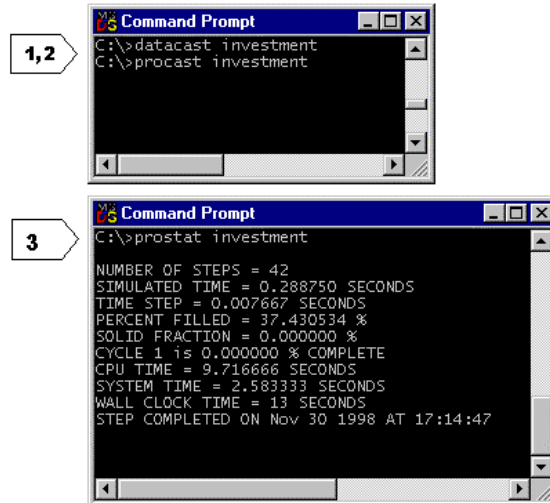 Command Prompt
1,2
C:\>datacast investment
C:\>procast investment
Command Prompt
3
C:\>prostat investment
NUMBER OF STEPS = 42
SIMULATED TIME = 0.288750 SECONDS
TIME STEP = 0.007667 SECONDS
PERCENT FILLED = 37.430534 %
SOLID FRACTION = 0.000000 %
CYCLE 1 is 0.000000 % COMPLETE
CPU TIME = 9.716666 SECONDS
SYSTEM TIME = 2.583333 SECONDS
WALL CLOCK TIME = 13 SECONDS
STEP COMPLETED ON Nov 30 1998 AT 17:14:47